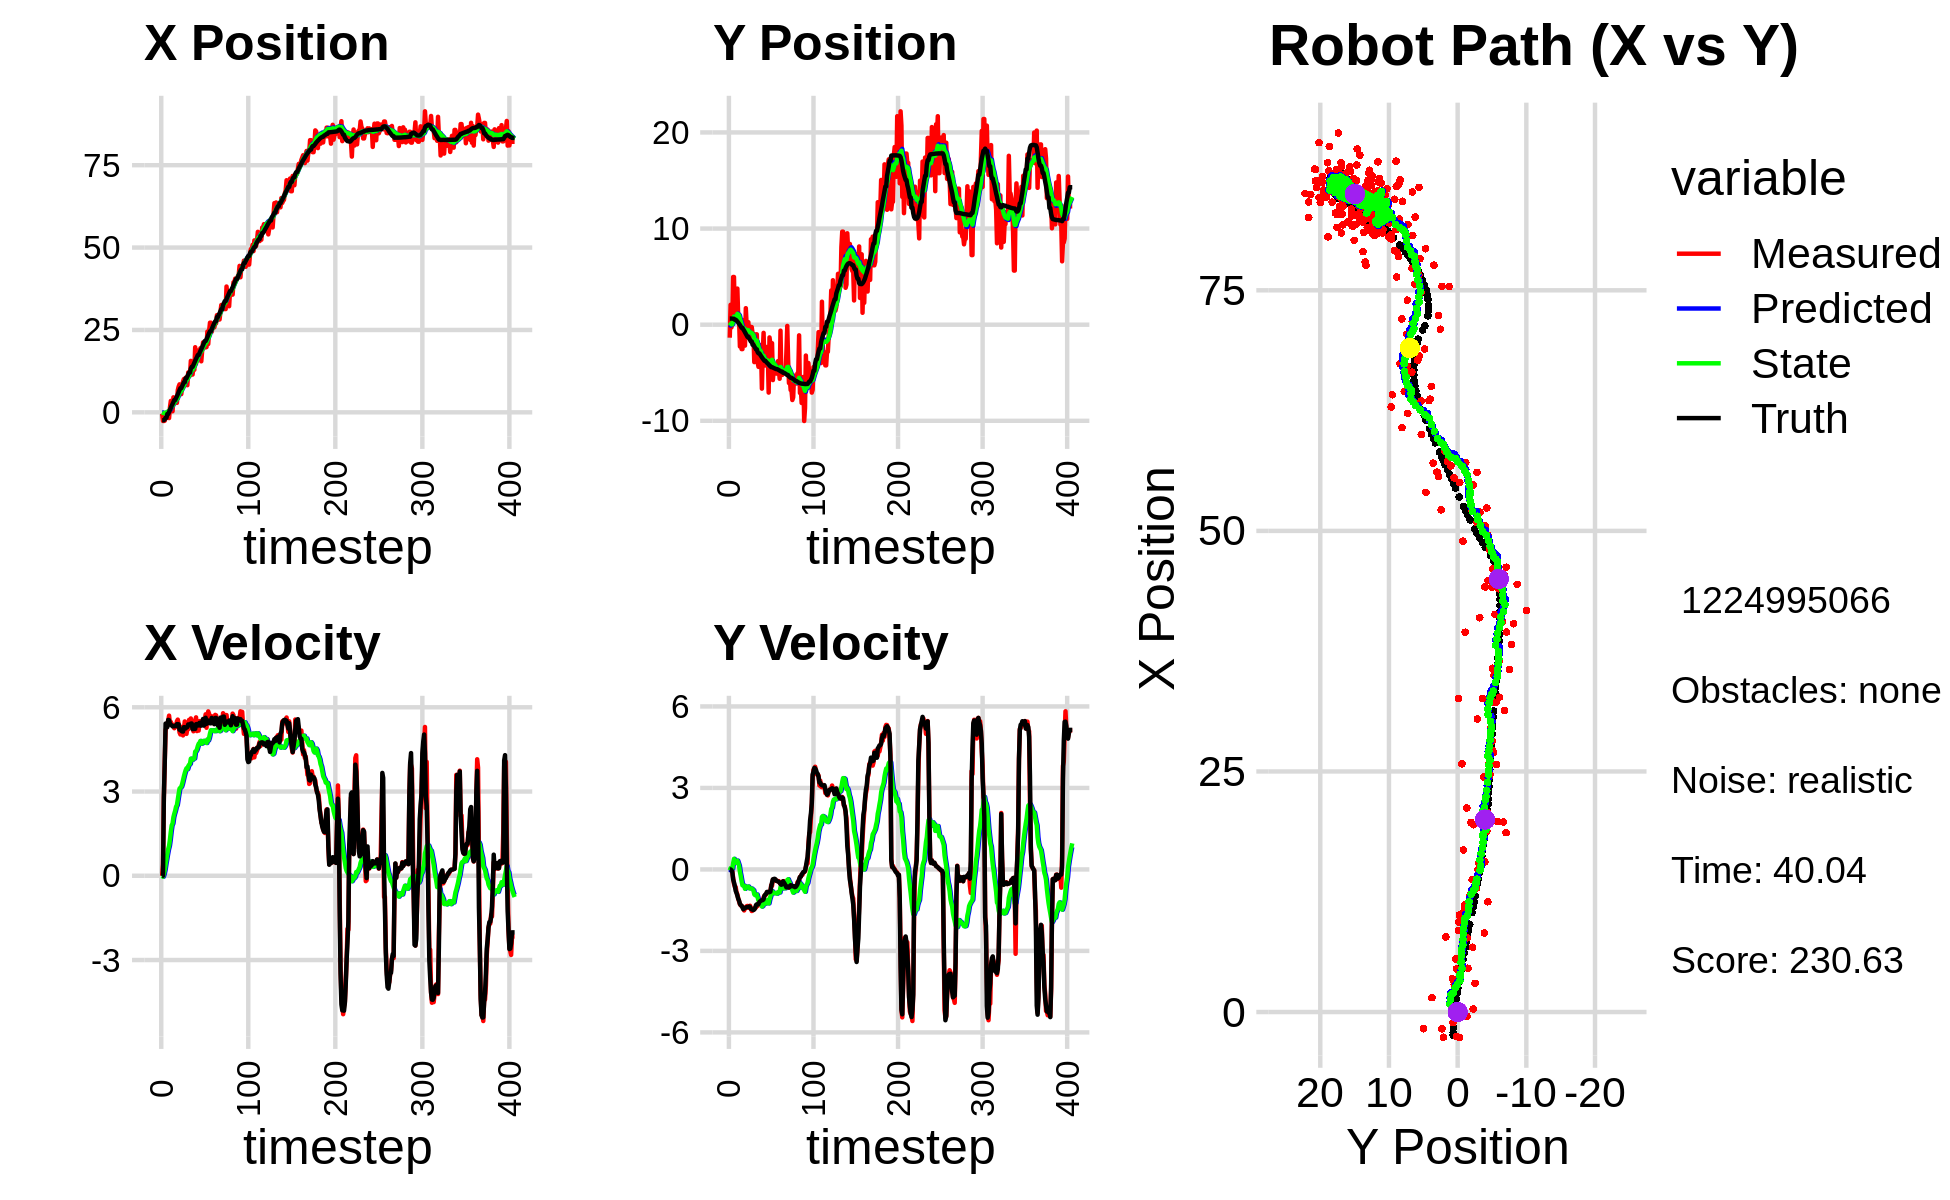 X Position
75
50
25
0
0
100
200
300
400
timestep
Y Position
20
10
0
-10
0
100
200
300
400
timestep
X Velocity
6
3
0
-3
0
100
200
300
400
timestep
Y Velocity
6
3
0
-3
-6
0
100
200
300
400
timestep
Robot Path (X vs Y)
X Position
75
50
25
0
20 10 0 -10 -20
Y Position
variable
Measured
Predicted
State
Truth
1224995066
Obstacles: none
Noise: realistic
Time: 40.04
Score: 230.63